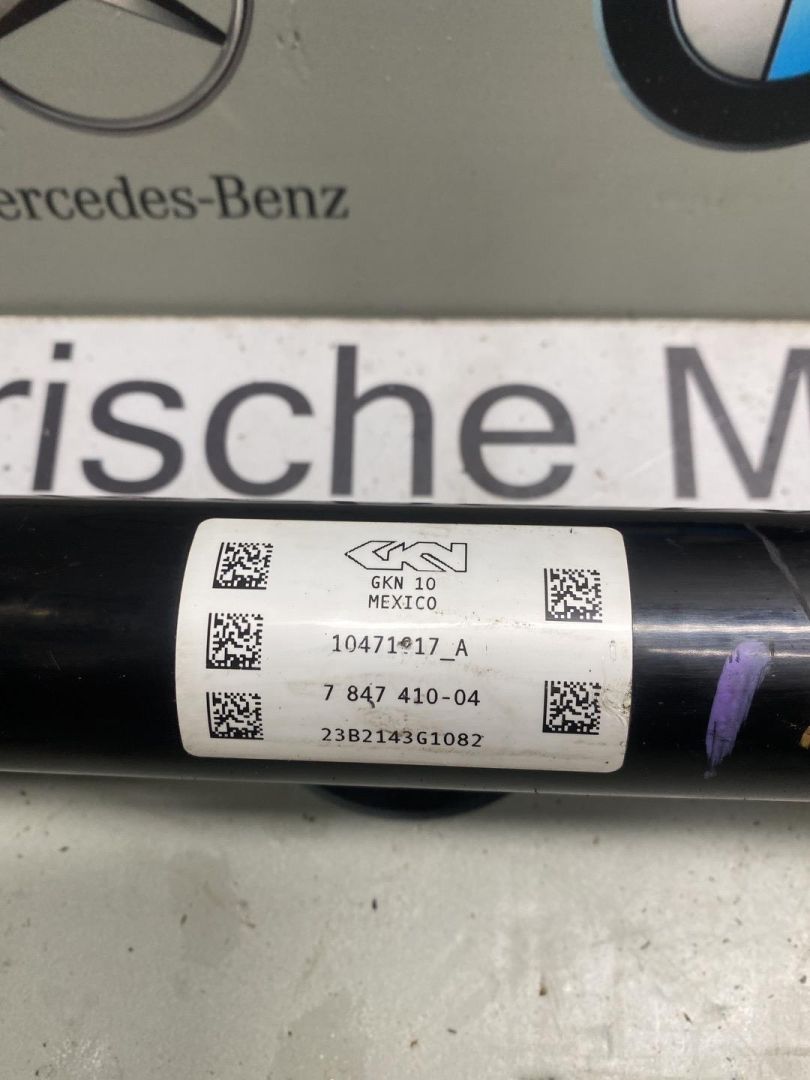 ercedes-Benz
rische M
GKN
GKN 10
MEXICO
7 847 410-04
23B2143G1082